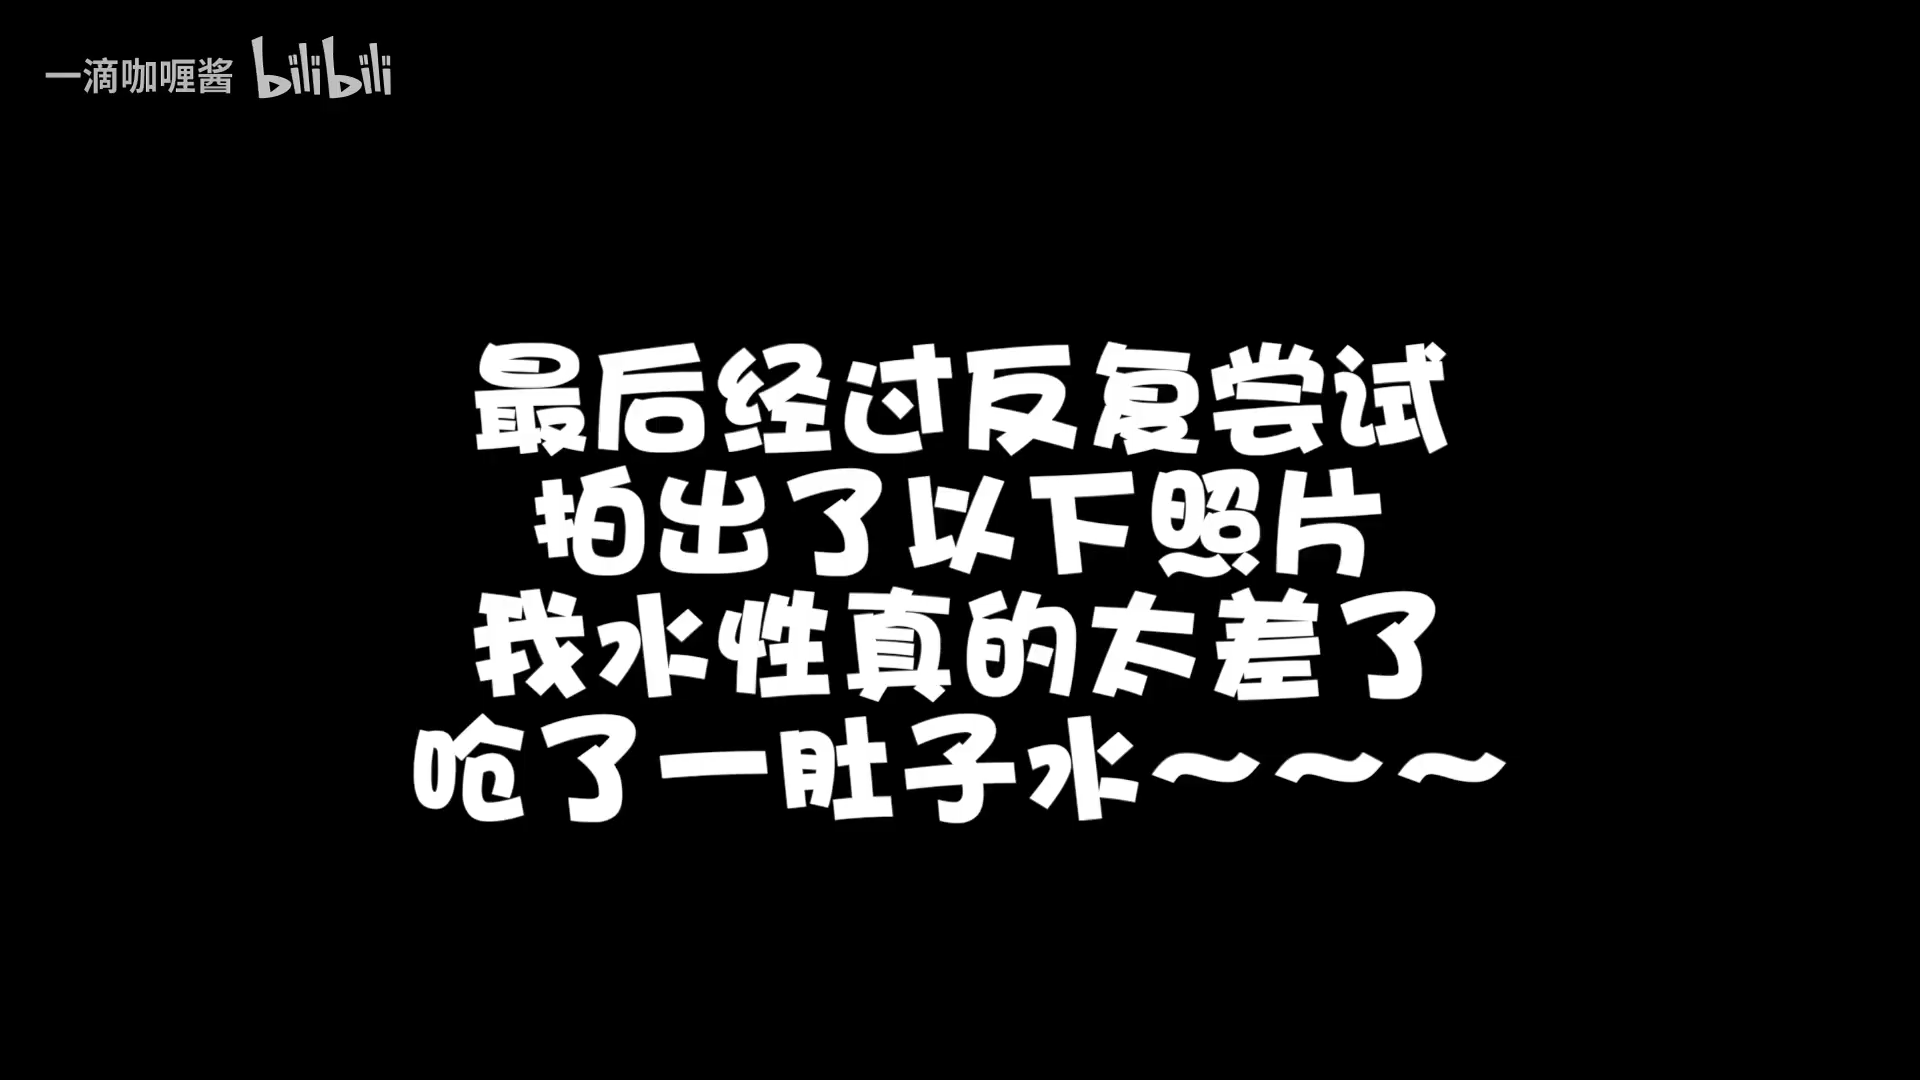 一滴咖喱酱 bilibili
最后经过反复尝试
拍出了以下照片
我水性真的太差了
呛了一肚子水～～～